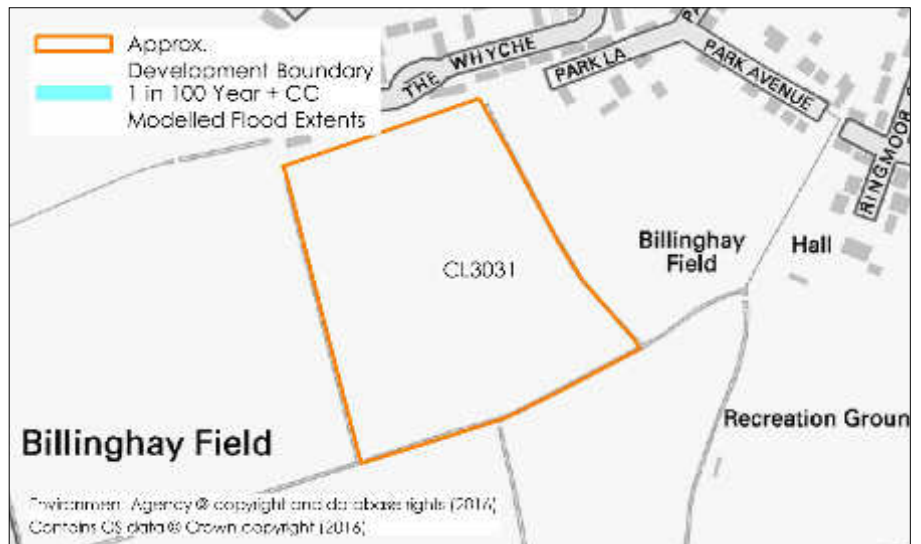 Approx.
Development Boundary
1 in 100 Year + CC
Modelled Flood Extents
THE WHYCHE
PARK LA
PARK AVENUE
RINGMOOR
CL3031
Billinghay
Field
Hall
Recreation Groun
Billinghay Field
Environment Agency © copyright and database rights (2016)
Contains OS data © Crown copyright (2016)